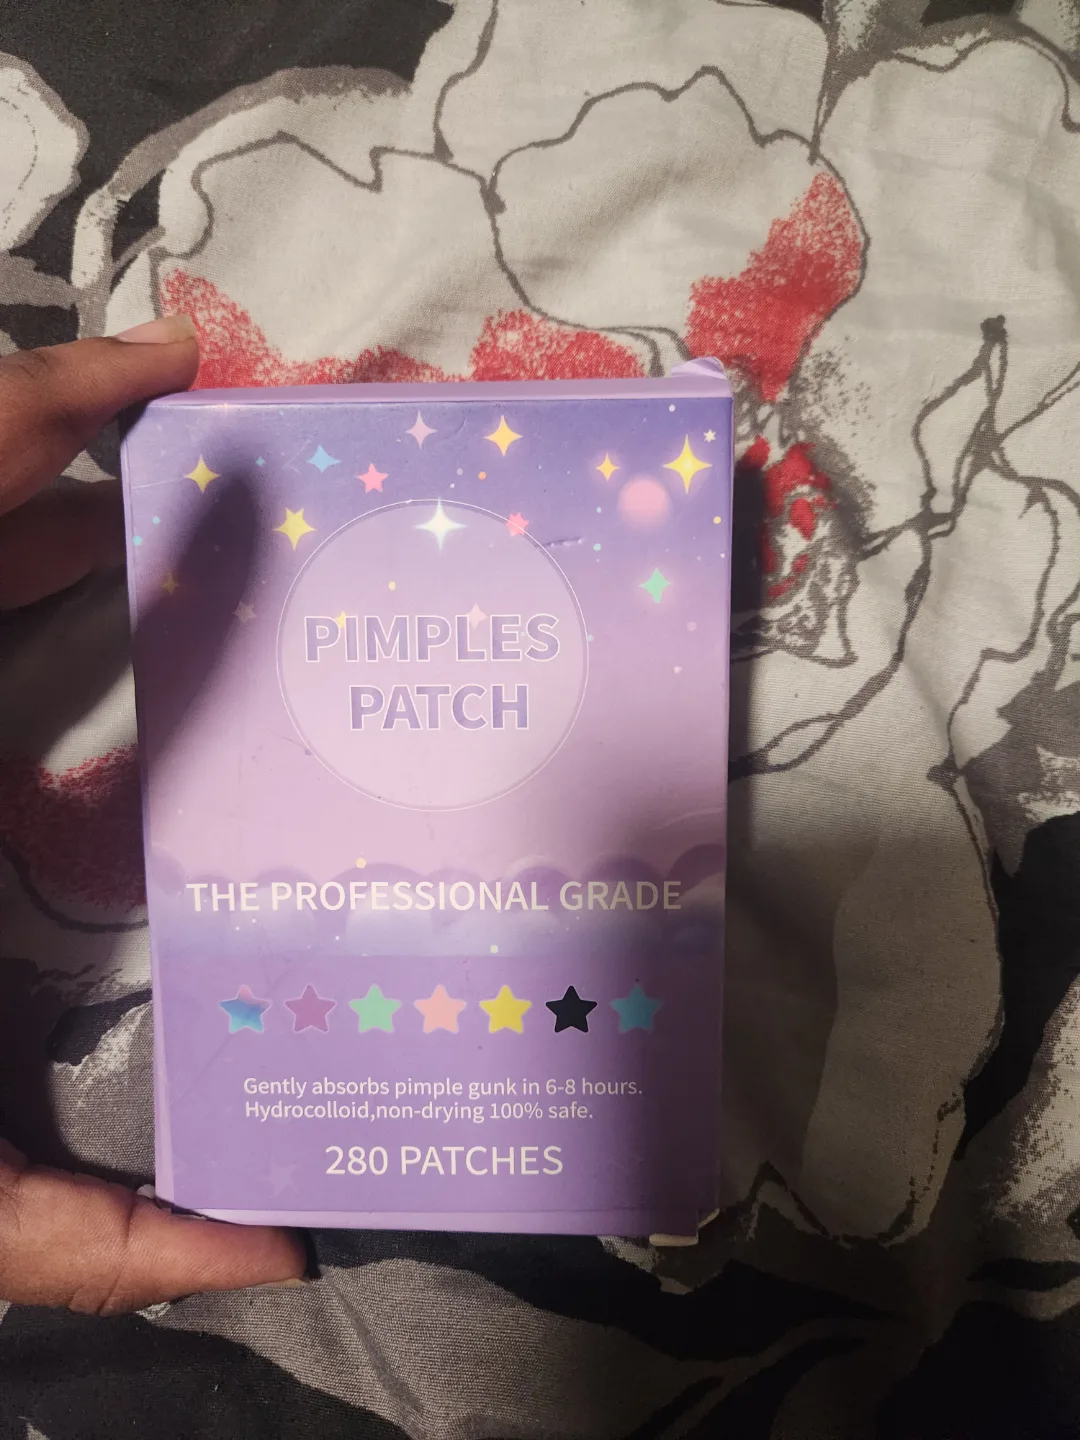 PIMPLES
PATCH
THE PROFESSIONAL GRADE
Gently absorbs pimple gunk in 6-8 hours.
Hydrocolloid,non-drying 100% safe.
280 PATCHES